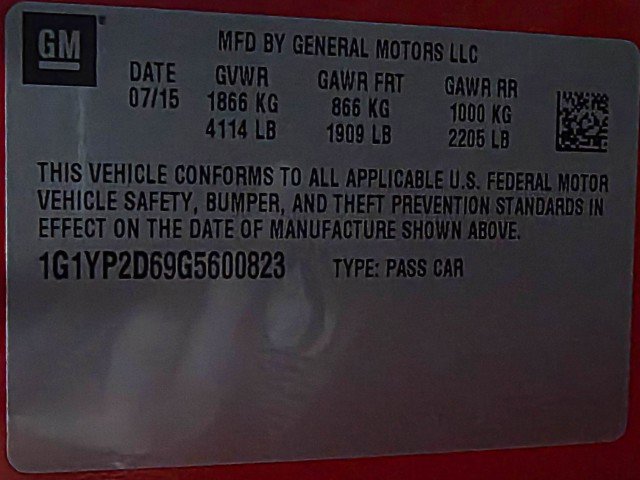 GM
MFD BY GENERAL MOTORS LLC
DATE GVWR GAWR FRT GAWR RR
07/15 1866 KG 866 KG 1000 KG
4114 LB 1909 LB 2205 LB
THIS VEHICLE CONFORMS TO ALL APPLICABLE U.S. FEDERAL MOTOR
VEHICLE SAFETY, BUMPER, AND THEFT PREVENTION STANDARDS IN
EFFECT ON THE DATE OF MANUFACTURE SHOWN ABOVE.
1G1YP2D69G5600823 TYPE: PASS CAR